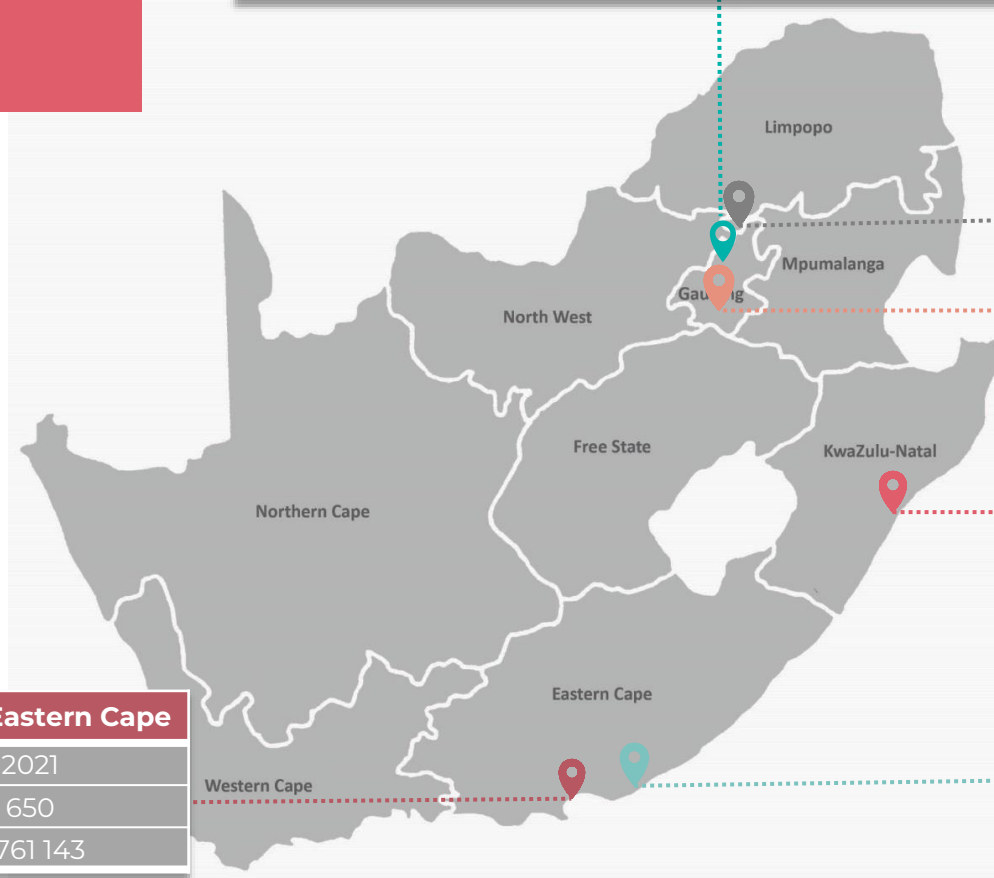 Limpopo
Mpumalanga
Gauteng
North West
Free State
KwaZulu-Natal
Northern Cape
Eastern Cape
Western Cape
Eastern Cape
2021
650
761 143